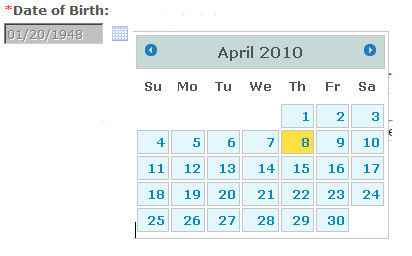 *Date of Birth:
01/20/1948
April 2010
Su Mo Tu We Th Fr Sa
1 2 3
4 5 6 7 8 9 10
11 12 13 14 15 16 17
18 19 20 21 22 23 24
25 26 27 28 29 30